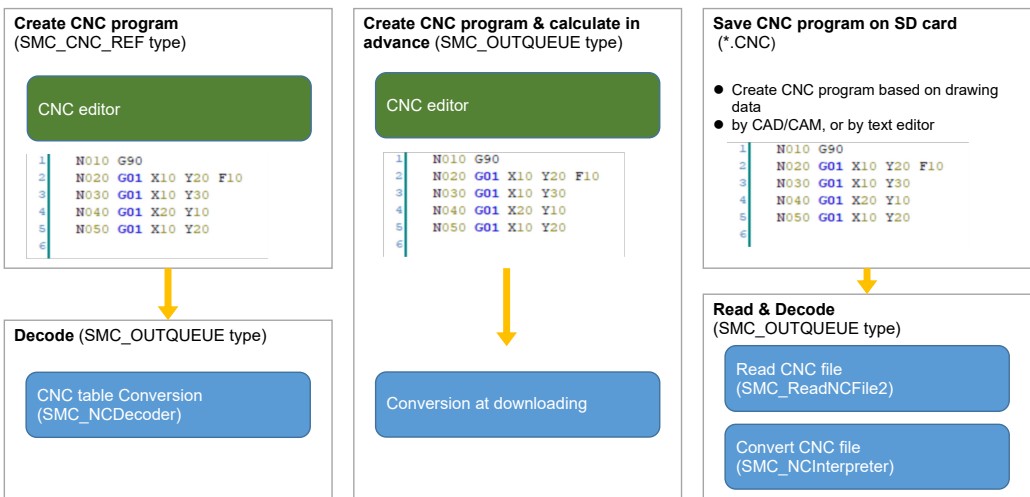 Create CNC program
(SMC_CNC_REF type)
CNC editor
1 N010 G90
2 N020 G01 X10 Y20 F10
3 N030 G01 X10 Y30
4 N040 G01 X20 Y10
5 N050 G01 X10 Y20
6
Decode (SMC_OUTQUEUE type)
CNC table Conversion
(SMC_NCDecoder)
Create CNC program & calculate in
advance (SMC_OUTQUEUE type)
CNC editor
1 N010 G90
2 N020 G01 X10 Y20 F10
3 N030 G01 X10 Y30
4 N040 G01 X20 Y10
5 N050 G01 X10 Y20
6
Conversion at downloading
Save CNC program on SD card
(*.CNC)
● Create CNC program based on drawing
data
● by CAD/CAM, or by text editor
1 N010 G90
2 N020 G01 X10 Y20 F10
3 N030 G01 X10 Y30
4 N040 G01 X20 Y10
5 N050 G01 X10 Y20
6
Read & Decode
(SMC_OUTQUEUE type)
Read CNC file
(SMC_ReadNCFile2)
Convert CNC file
(SMC_NCInterpreter)